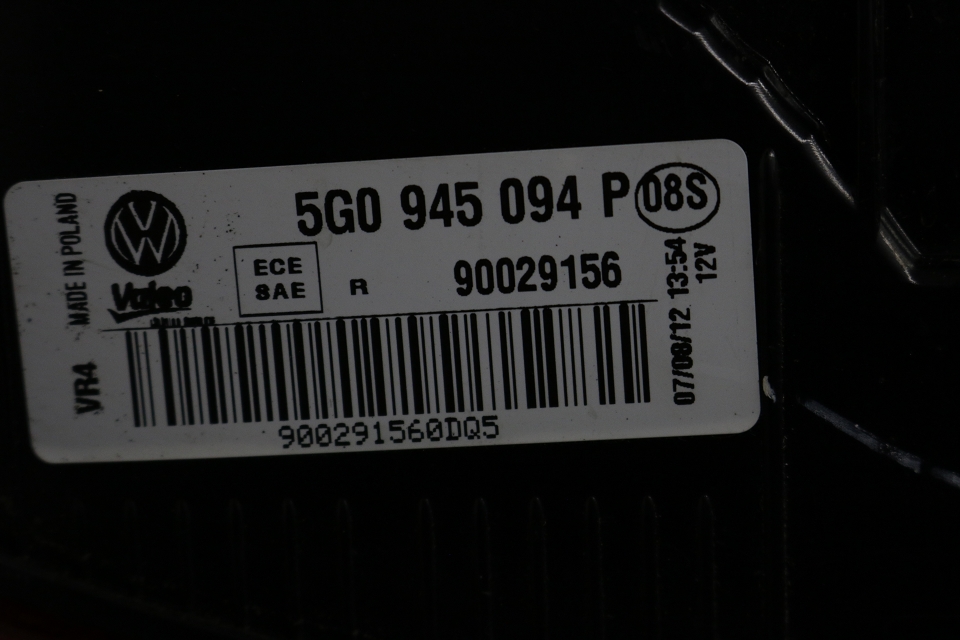 MADE IN POLAND
5G0 945 094 P 08S
Valeo
ECE
SAE
R
90029156
07/08/12 13:54
12V
VR4
900291560DQ5